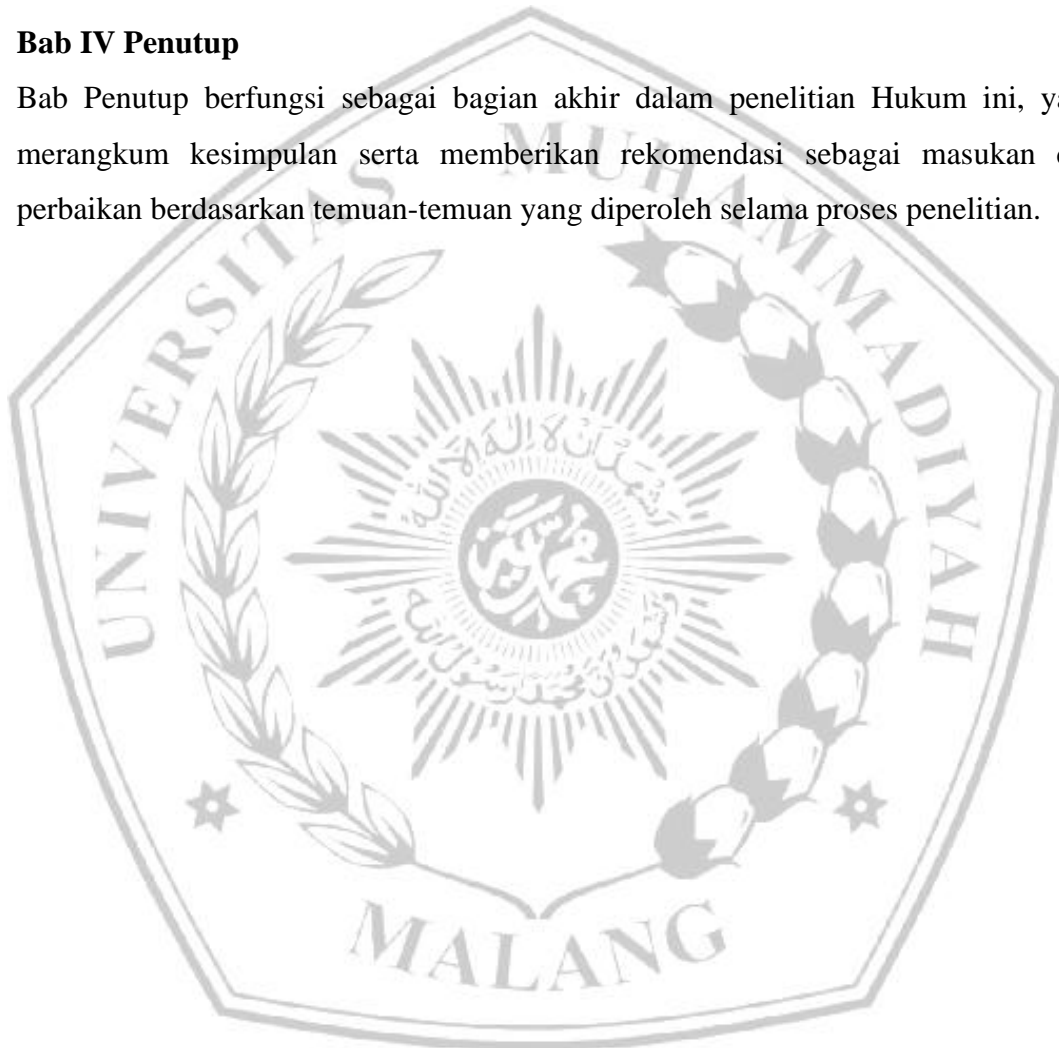 Bab IV Penutup
Bab Penutup berfungsi sebagai bagian akhir dalam penelitian Hukum ini,
merangkum kesimpulan serta memberikan rekomendasi sebagai masukan
perbaikan berdasarkan temuan-temuan yang diperoleh selama proses penelitian.
UNIVERSITAS MUHAMMADIYAH
MALANG